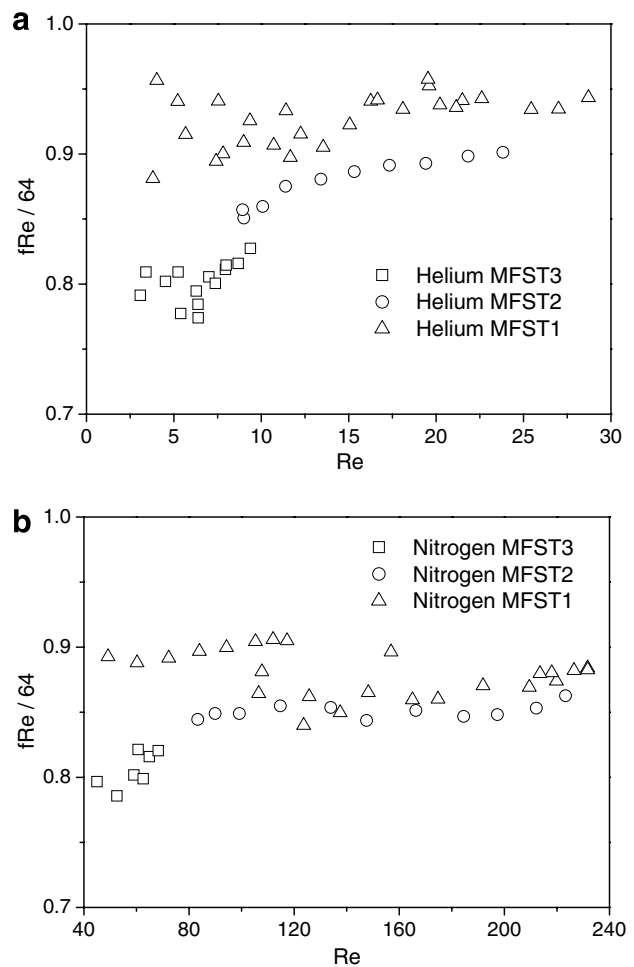 a
1.0
0.9
0.8
0.7
fRe / 64
Helium MFST3
Helium MFST2
Helium MFST1
0 5 10 15 20 25 30
Re
b
1.0
0.9
0.8
0.7
fRe / 64
Nitrogen MFST3
Nitrogen MFST2
Nitrogen MFST1
40 80 120 160 200 240
Re